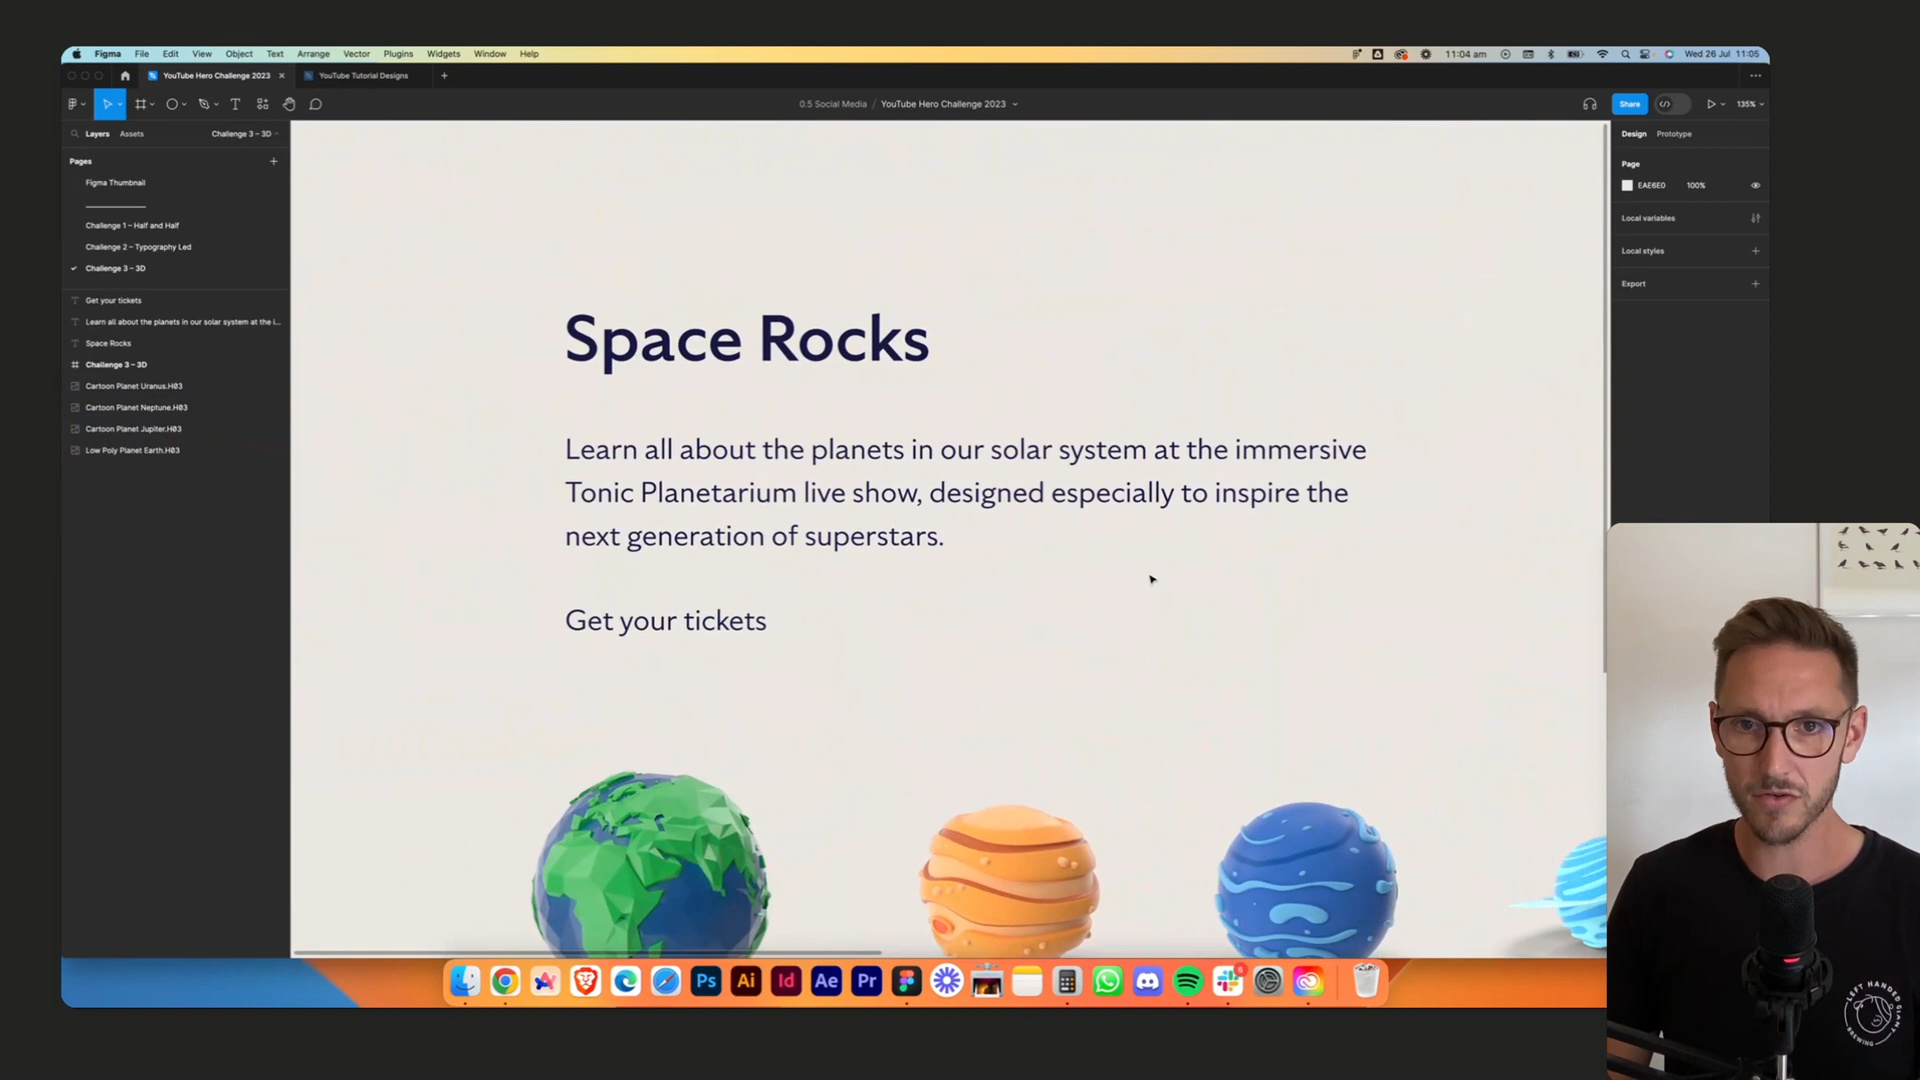 Figma File Edit View Object Text Arrange Vector Plugins Widgets Window Help
11:04 am
Wed 26 Jul 11:05
YouTube Hero Challenge 2023
YouTube Tutorial Designs
0.5 Social Media / YouTube Hero Challenge 2023
Share
135%
Layers Assets
Challenge 3 – 3D
Design Prototype
Pages
Figma Thumbnail
Challenge 1 – Half and Half
Challenge 2 – Typography Led
Challenge 3 – 3D
Get your tickets
Learn all about the planets in our solar system at the i...
Space Rocks
Challenge 3 – 3D
Cartoon Planet Uranus.H03
Cartoon Planet Neptune.H03
Cartoon Planet Jupiter.H03
Low Poly Planet Earth.H03
Page
EAE6E0 100%
Local variables
Local styles
Export
Space Rocks
Learn all about the planets in our solar system at the immersive
Tonic Planetarium live show, designed especially to inspire the
next generation of superstars.
Get your tickets
Ps Ai Id Ae Pr
6
LEFT HANDED GIANT
BREWING